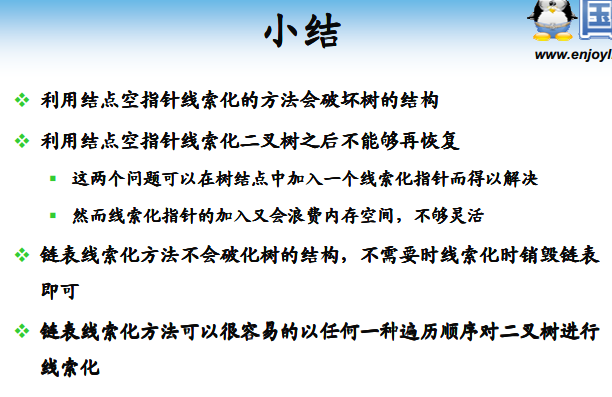 小结
国
www.enjoyli
利用结点空指针线索化的方法会破坏树的结构
利用结点空指针线索化二叉树之后不能够再恢复
这两个问题可以在树结点中加入一个线索化指针而得以解决
然而线索化指针的加入又会浪费内存空间，不够灵活
链表线索化方法不会破化树的结构，不需要时线索化时销毁链表
即可
链表线索化方法可以很容易的以任何一种遍历顺序对二叉树进行
线索化